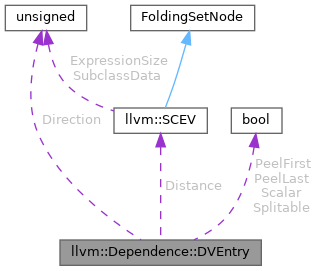 unsigned
FoldingSetNode
ExpressionSize
SubclassData
llvm::SCEV
bool
Direction
Distance
PeelFirst
PeelLast
Scalar
Splitable
llvm::Dependence::DVEntry